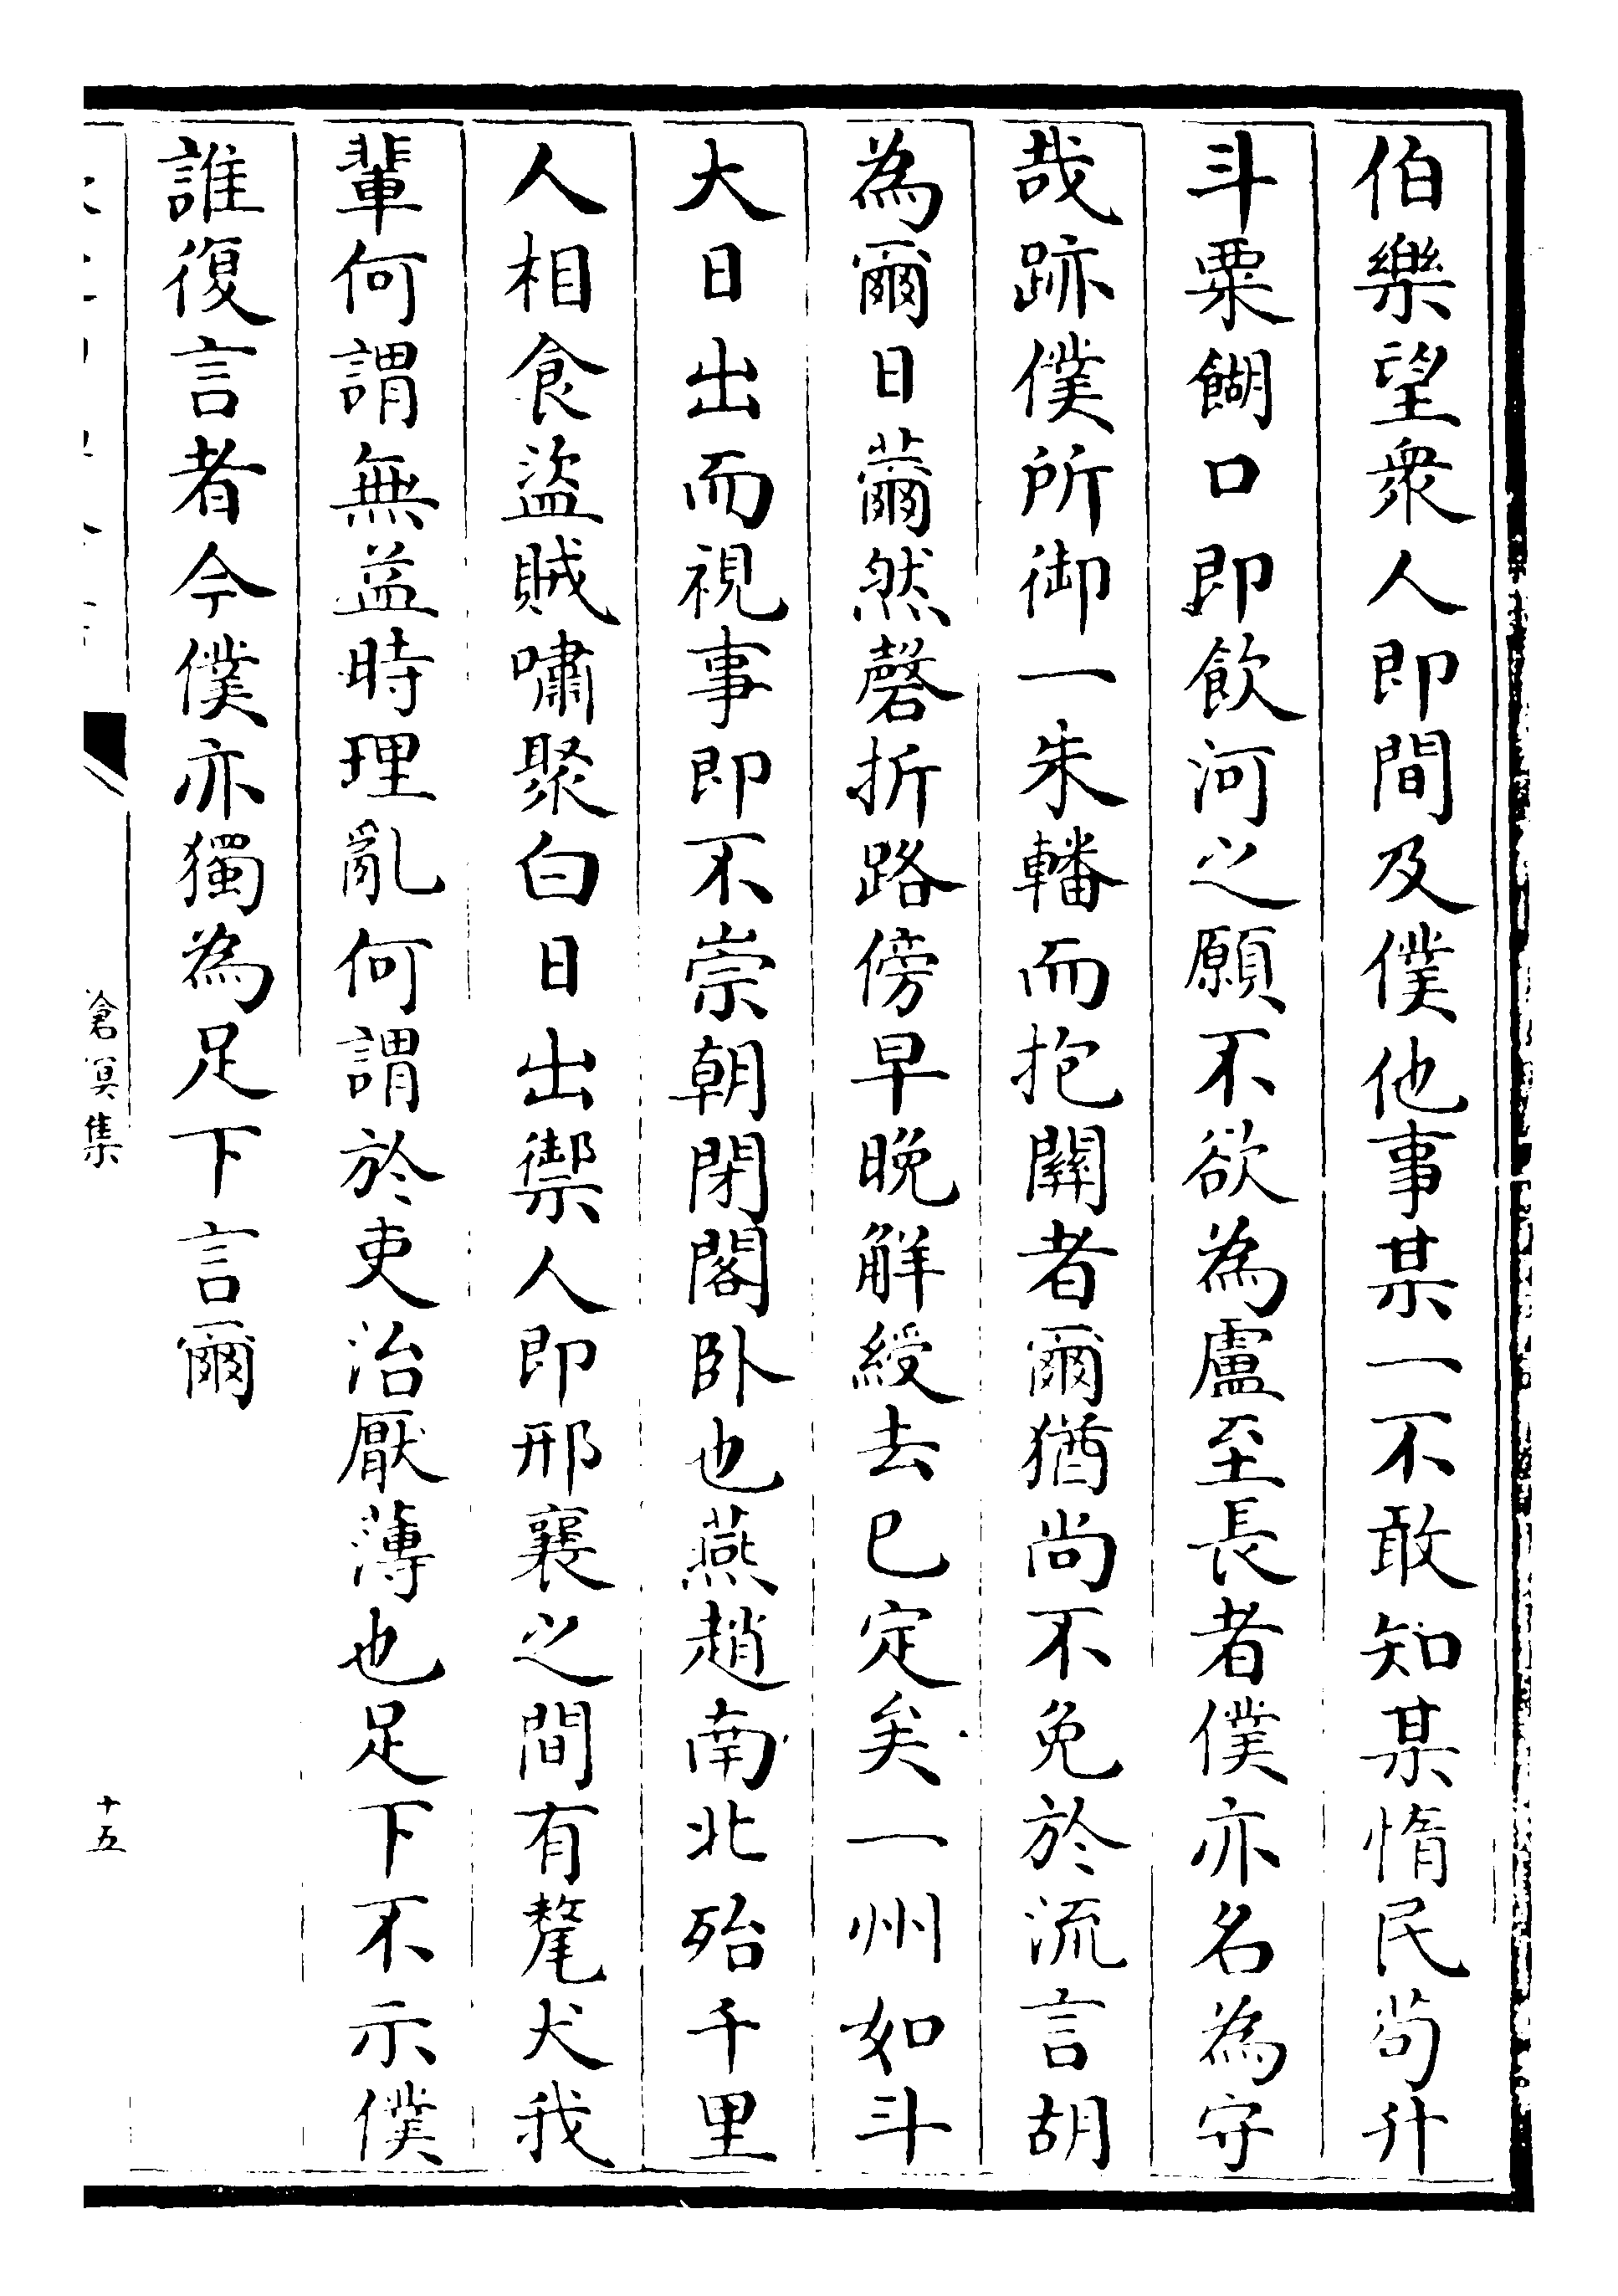 伯樂望衆人即間及僕他事某一不敢知某惰民茍升
斗粟餬口即飲河之願不欲為盧至長者僕亦名為守
哉跡僕所御一朱轓而抱關者爾猶尚不免於流言胡
為爾日薾然磬折路傍早晚解綬去已定矣一州如斗
大日出而視事即不崇朝閉閣卧也燕趙南北殆千里
人相食盜賊嘯聚白日出禦人即邢襄之間有氂犬我
輩何謂無益時理亂何謂於吏治厭薄也足下不示僕
誰復言者今僕亦獨為足下言爾
滄溟集
十五